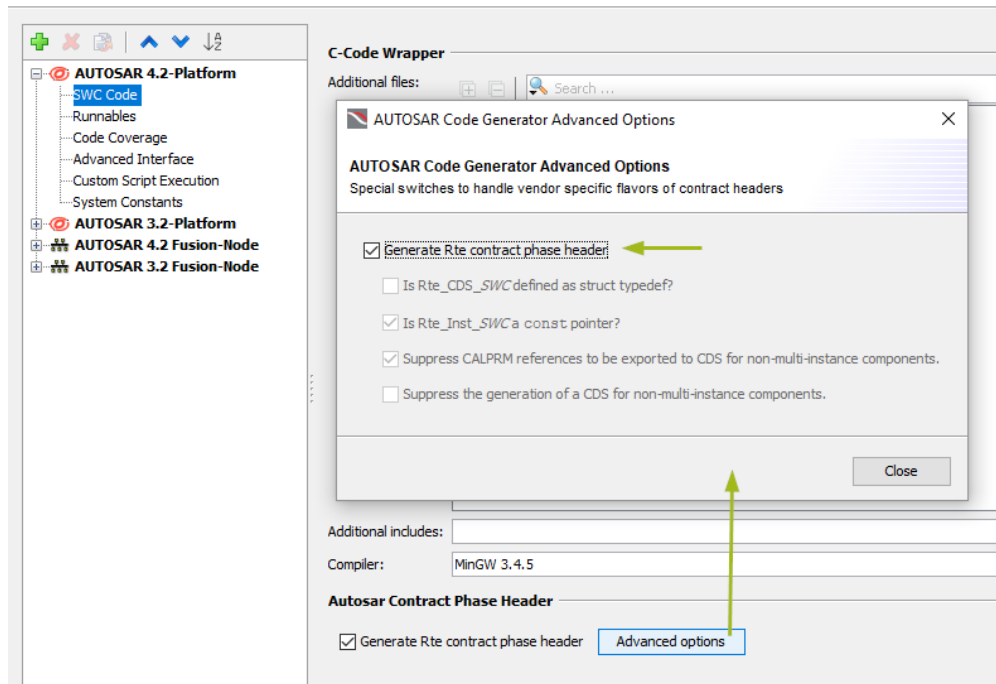 AUTOSAR 4.2-Platform
SWC Code
Runnables
Code Coverage
Advanced Interface
Custom Script Execution
System Constants
AUTOSAR 3.2-Platform
AUTOSAR 4.2 Fusion-Node
AUTOSAR 3.2 Fusion-Node
C-Code Wrapper
Additional files:
Search ...
AUTOSAR Code Generator Advanced Options
AUTOSAR Code Generator Advanced Options
Special switches to handle vendor specific flavors of contract headers
Generate Rte contract phase header
Is Rte_CDS_SWC defined as struct typedef?
Is Rte_Inst_SWC a const pointer?
Suppress CALPRM references to be exported to CDS for non-multi-instance components.
Suppress the generation of a CDS for non-multi-instance components.
Close
Additional includes:
Compiler: MinGW 3.4.5
Autosar Contract Phase Header
Generate Rte contract phase header Advanced options